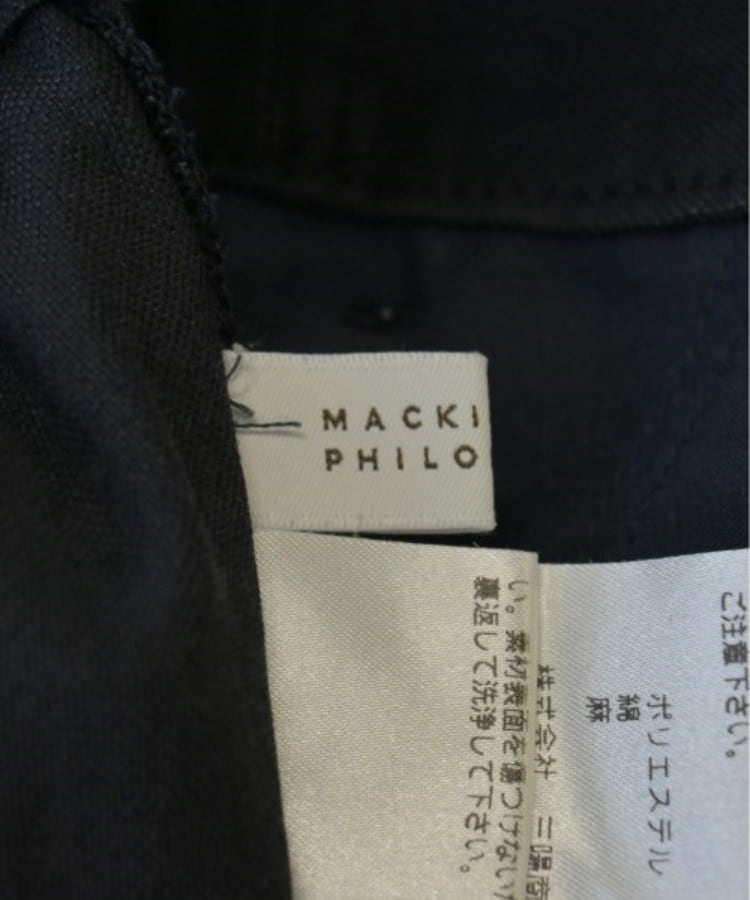 MACKI
PHILO
ご注意下さい。
ポリエステル
綿
麻
株式会社 三陽商
い。素材表面を傷つけない
裏返して洗浄して下さい。